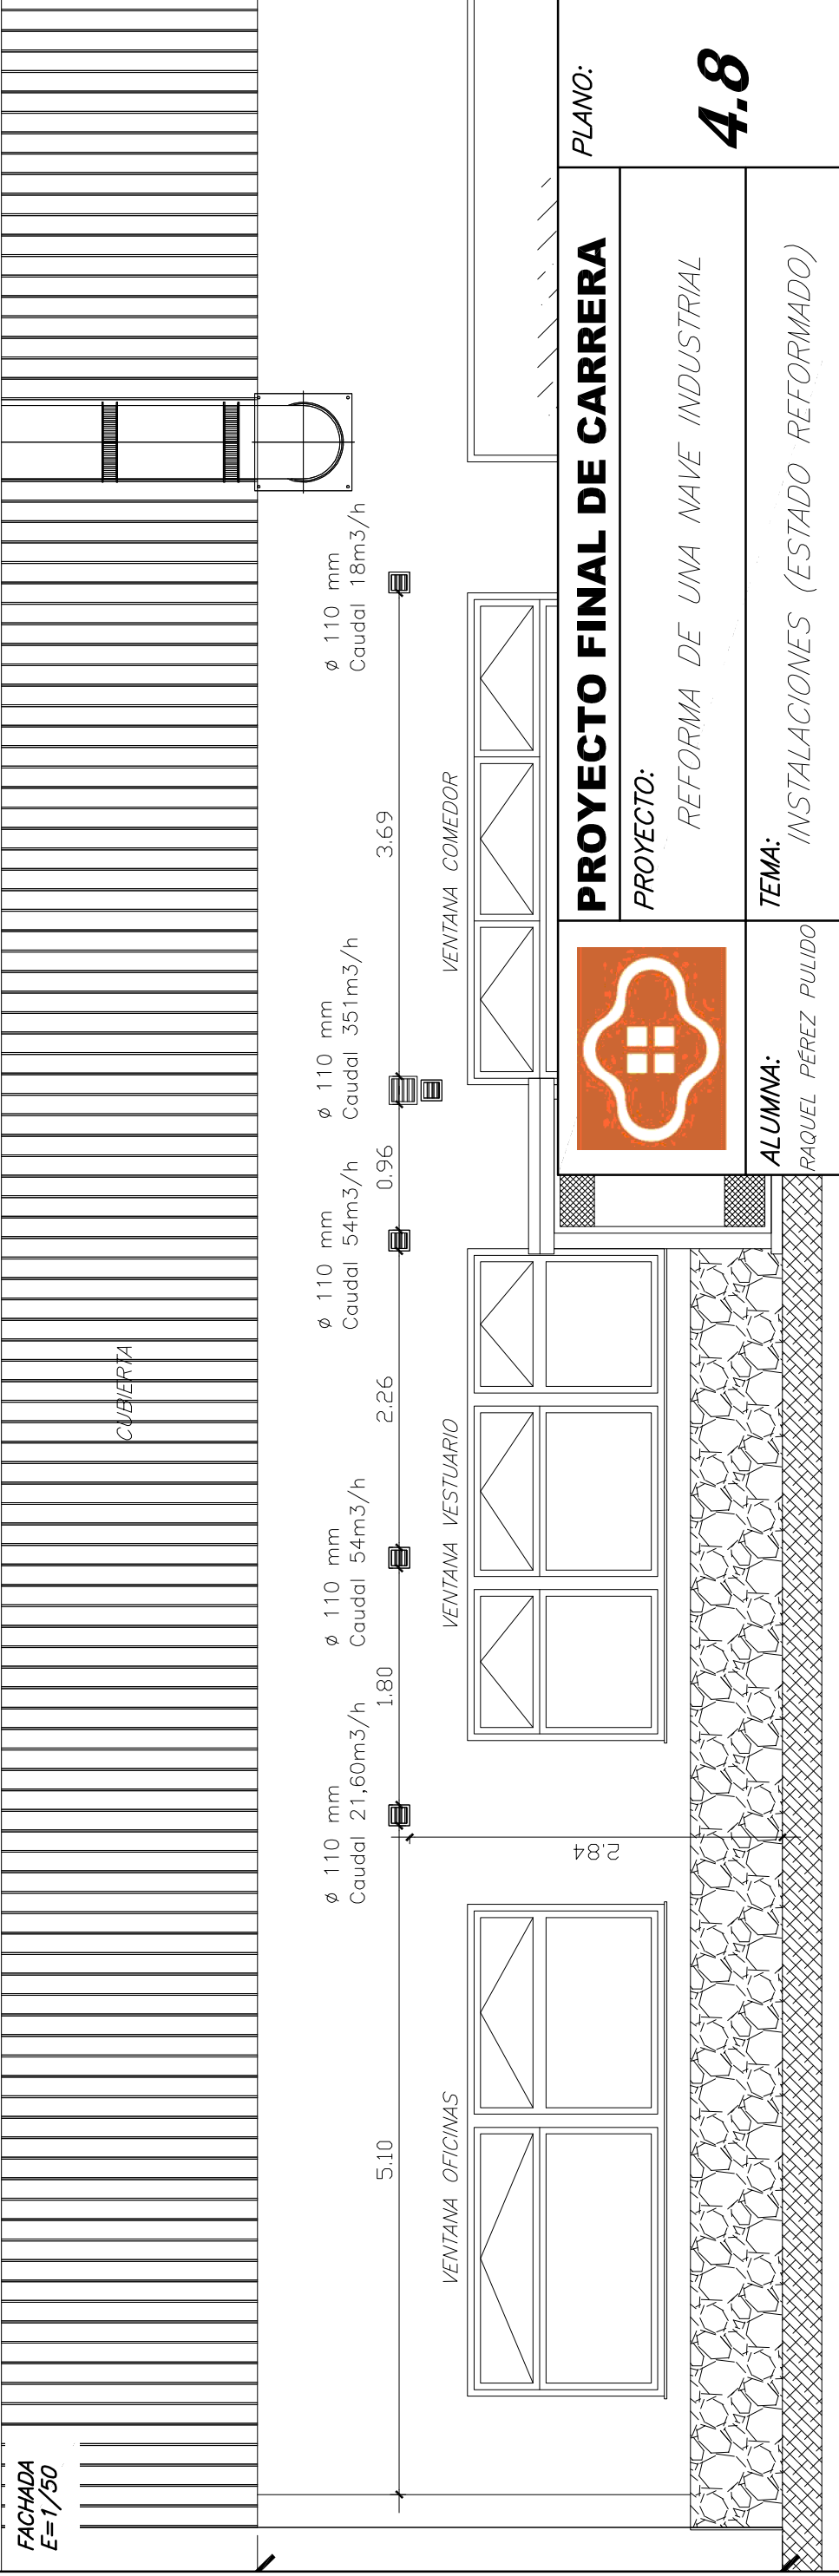 FACHADA
E=1/50
CUBIERTA
ø 110 mm
Caudal 21,60m3/h
ø 110 mm
Caudal 54m3/h
ø 110 mm
Caudal 54m3/h
ø 110 mm
Caudal 351m3/h
ø 110 mm
Caudal 18m3/h
5.10
1.80
2.26
0.96
3.69
VENTANA OFICINAS
VENTANA VESTUARIO
VENTANA COMEDOR
2.84
PROYECTO FINAL DE CARRERA
PROYECTO:
REFORMA DE UNA NAVE INDUSTRIAL
ALUMNA:
RAQUEL PÉREZ PULIDO
TEMA:
INSTALACIONES (ESTADO REFORMADO)
PLANO:
4.8